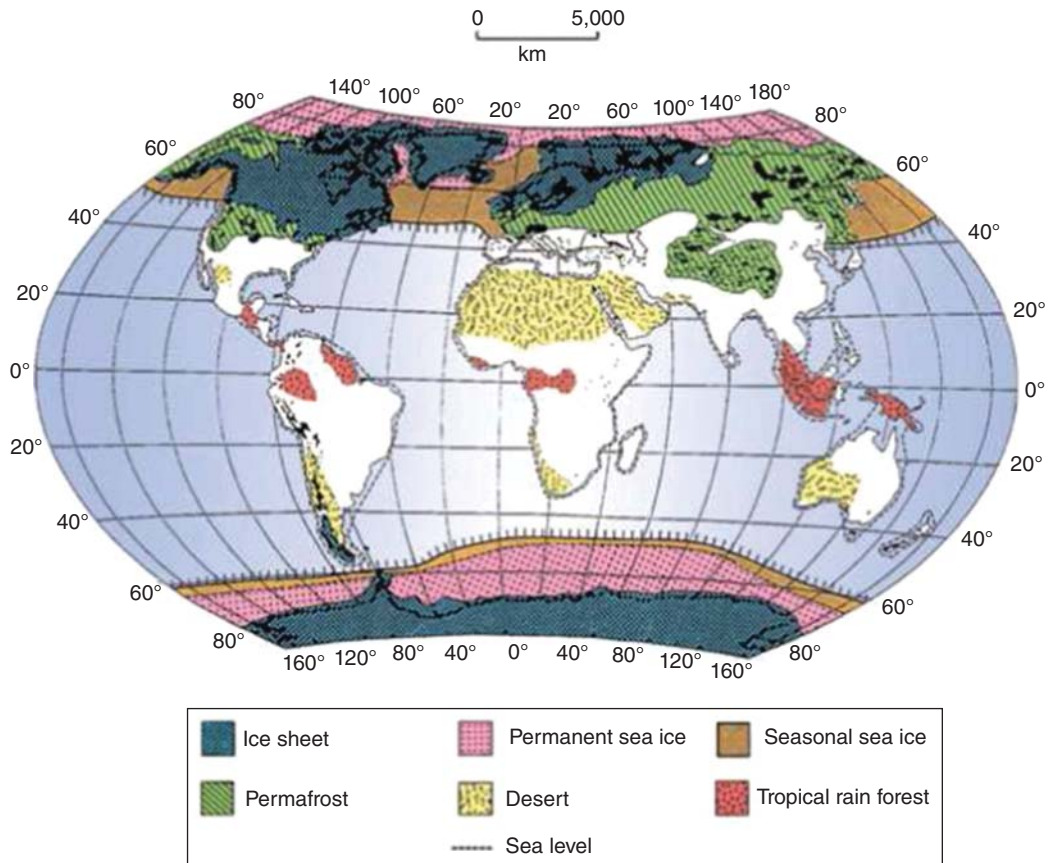 0 5,000
km
140° 100° 60° 20° 20° 60° 100° 140° 180°
80° 80°
60° 60°
40° 40°
20° 20°
0° 0°
20° 20°
40° 40°
60° 60°
80° 80°
160° 120° 80° 40° 0° 40° 80° 120° 160°
Ice sheet Permanent sea ice Seasonal sea ice
Permafrost Desert Tropical rain forest
Sea level